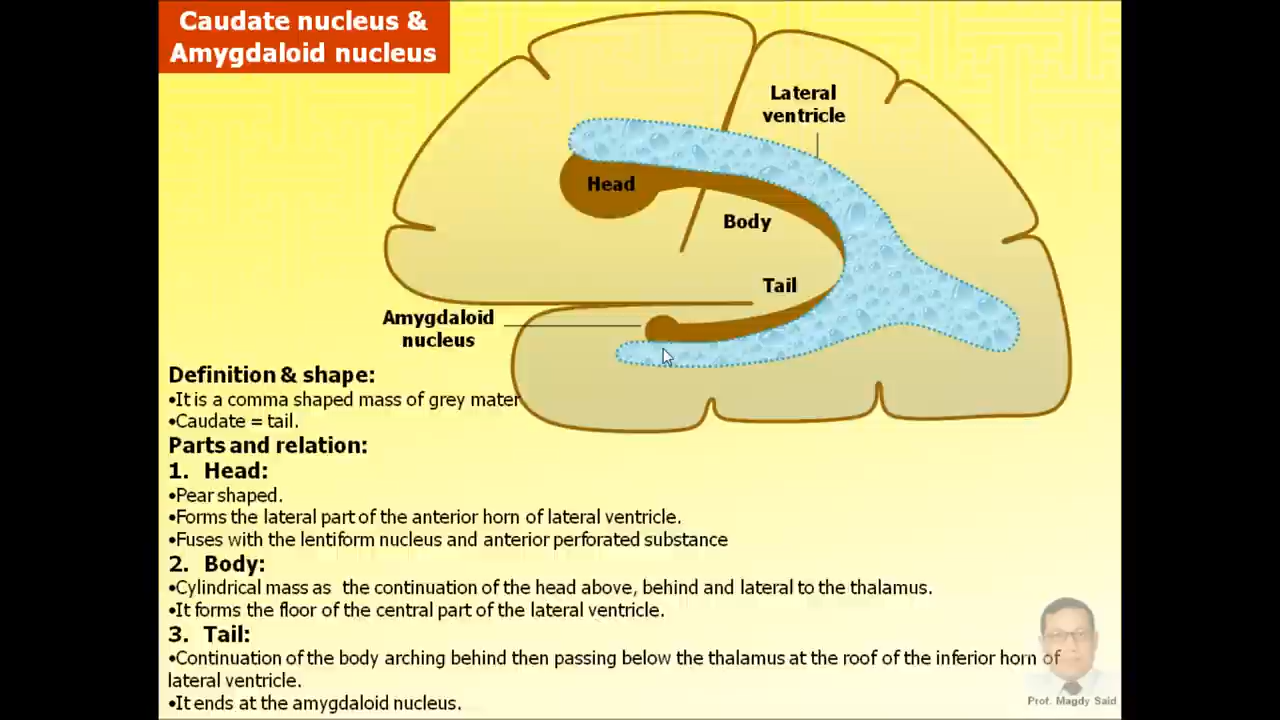 Caudate nucleus &
Amygdaloid nucleus
Lateral
ventricle
Head
Body
Tail
Amygdaloid
nucleus
Definition & shape:
•It is a comma shaped mass of grey mater
•Caudate = tail.
Parts and relation:
1. Head:
•Pear shaped.
•Forms the lateral part of the anterior horn of lateral ventricle.
•Fuses with the lentiform nucleus and anterior perforated substance
2. Body:
•Cylindrical mass as the continuation of the head above, behind and lateral to the thalamus.
•It forms the floor of the central part of the lateral ventricle.
3. Tail:
•Continuation of the body arching behind then passing below the thalamus at the roof of the inferior horn of
lateral ventricle.
•It ends at the amygdaloid nucleus.
Prof. Magdy Said